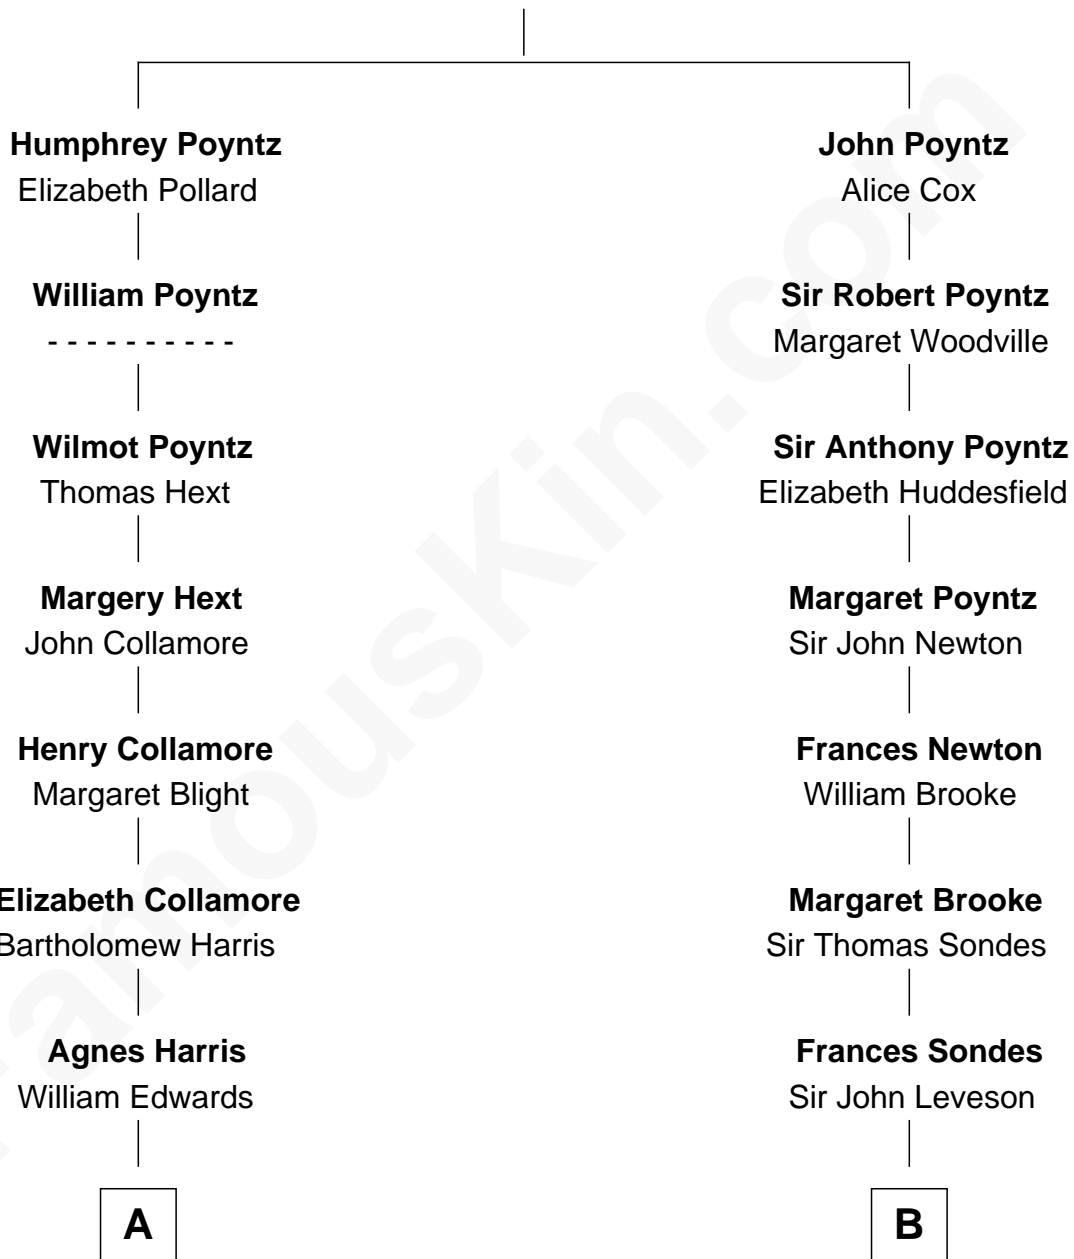 Humphrey Poyntz
Elizabeth Pollard
William Poyntz
- - - - - - - - - -
Wilmot Poyntz
Thomas Hext
Margery Hext
John Collamore
Henry Collamore
Margaret Blight
Elizabeth Collamore
Bartholomew Harris
Agnes Harris
William Edwards
A
John Poyntz
Alice Cox
Sir Robert Poyntz
Margaret Woodville
Sir Anthony Poyntz
Elizabeth Huddesfield
Margaret Poyntz
Sir John Newton
Frances Newton
William Brooke
Margaret Brooke
Sir Thomas Sondes
Frances Sondes
Sir John Leveson
B
FamousKin.com